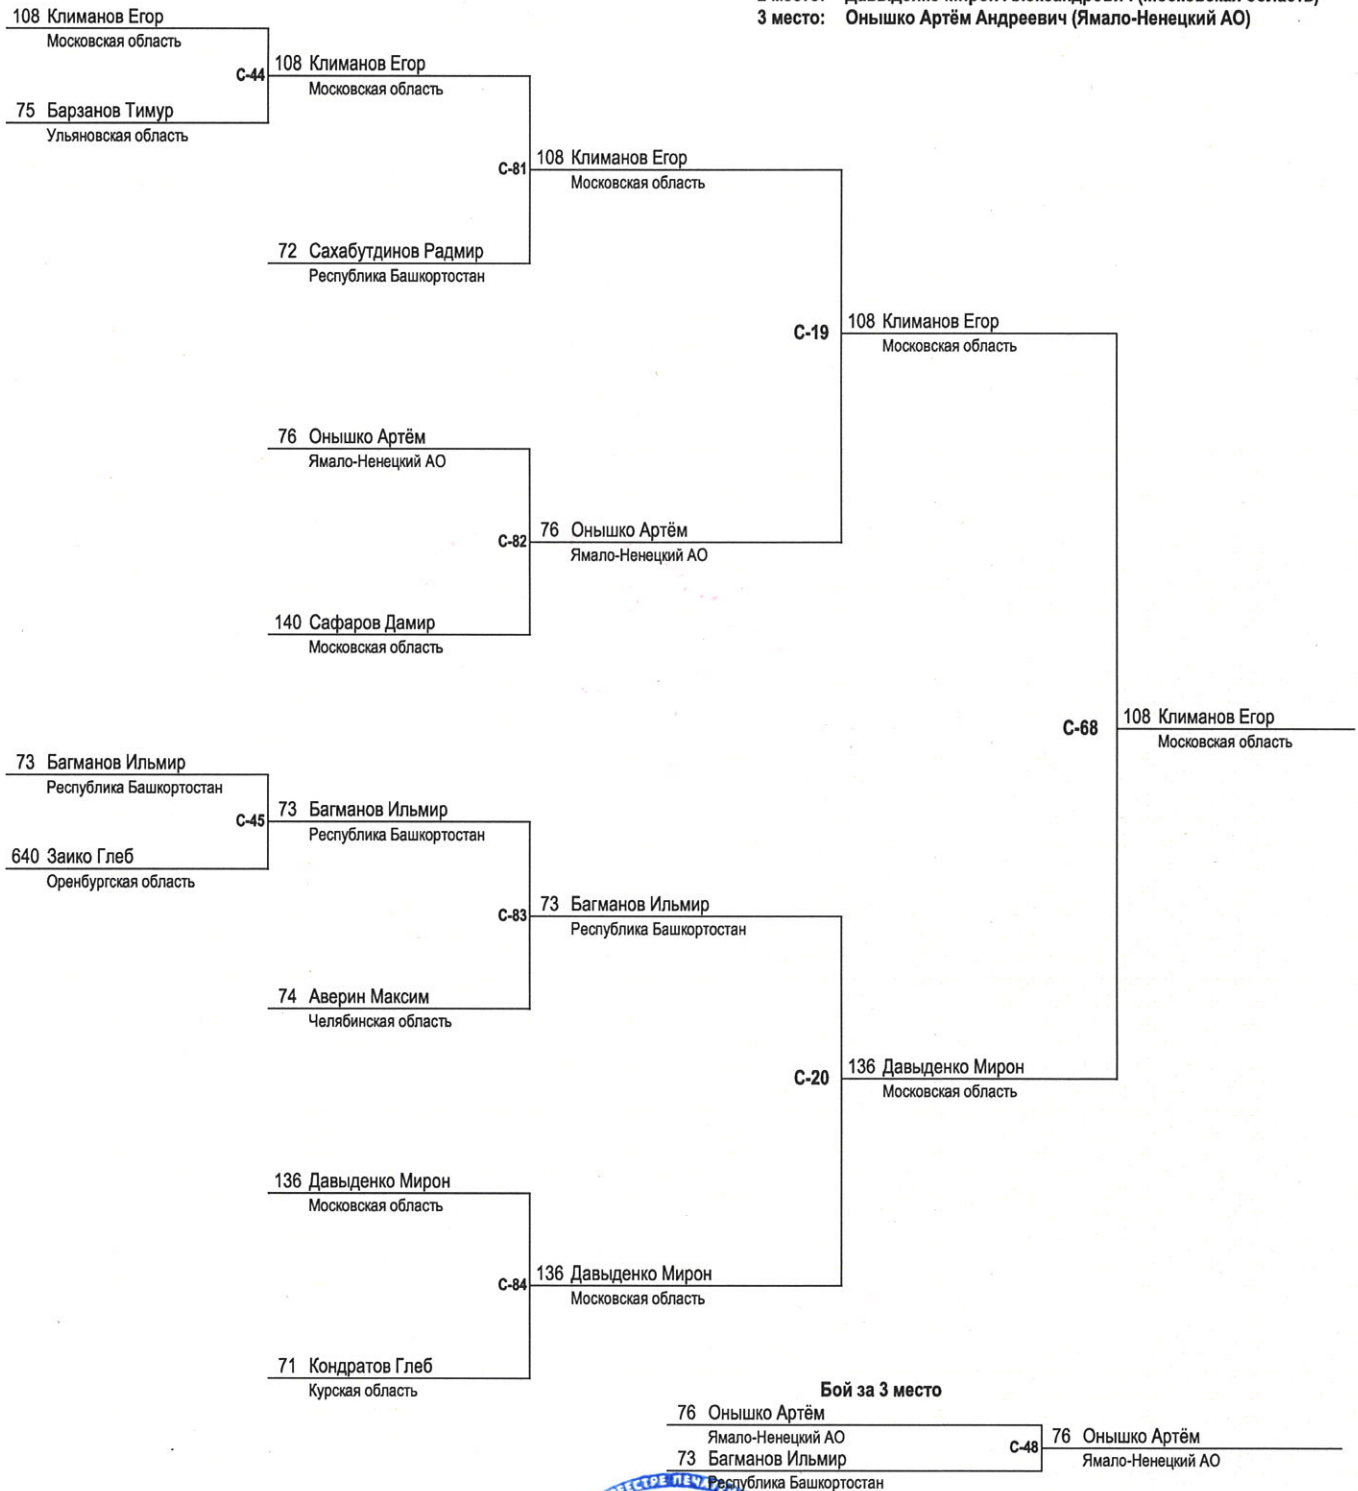 2 место: Давыденко Мирон Александрович (Московская область)
3 место: Онышко Артём Андреевич (Ямало-Ненецкий АО)
108 Климанов Егор
Московская область
С-44
75 Барзанов Тимур
Ульяновская область
108 Климанов Егор
Московская область
С-81
72 Сахабутдинов Радмир
Республика Башкортостан
108 Климанов Егор
Московская область
С-19
76 Онышко Артём
Ямало-Ненецкий АО
С-82
140 Сафаров Дамир
Московская область
76 Онышко Артём
Ямало-Ненецкий АО
108 Климанов Егор
Московская область
С-68
108 Климанов Егор
Московская область
73 Багманов Ильмир
Республика Башкортостан
С-45
640 Заико Глеб
Оренбургская область
73 Багманов Ильмир
Республика Башкортостан
С-83
74 Аверин Максим
Челябинская область
73 Багманов Ильмир
Республика Башкортостан
С-20
136 Давыденко Мирон
Московская область
136 Давыденко Мирон
Московская область
С-84
71 Кондратов Глеб
Курская область
136 Давыденко Мирон
Московская область
Бой за 3 место
76 Онышко Артём
Ямало-Ненецкий АО
С-48
73 Багманов Ильмир
Республика Башкортостан
76 Онышко Артём
Ямало-Ненецкий АО